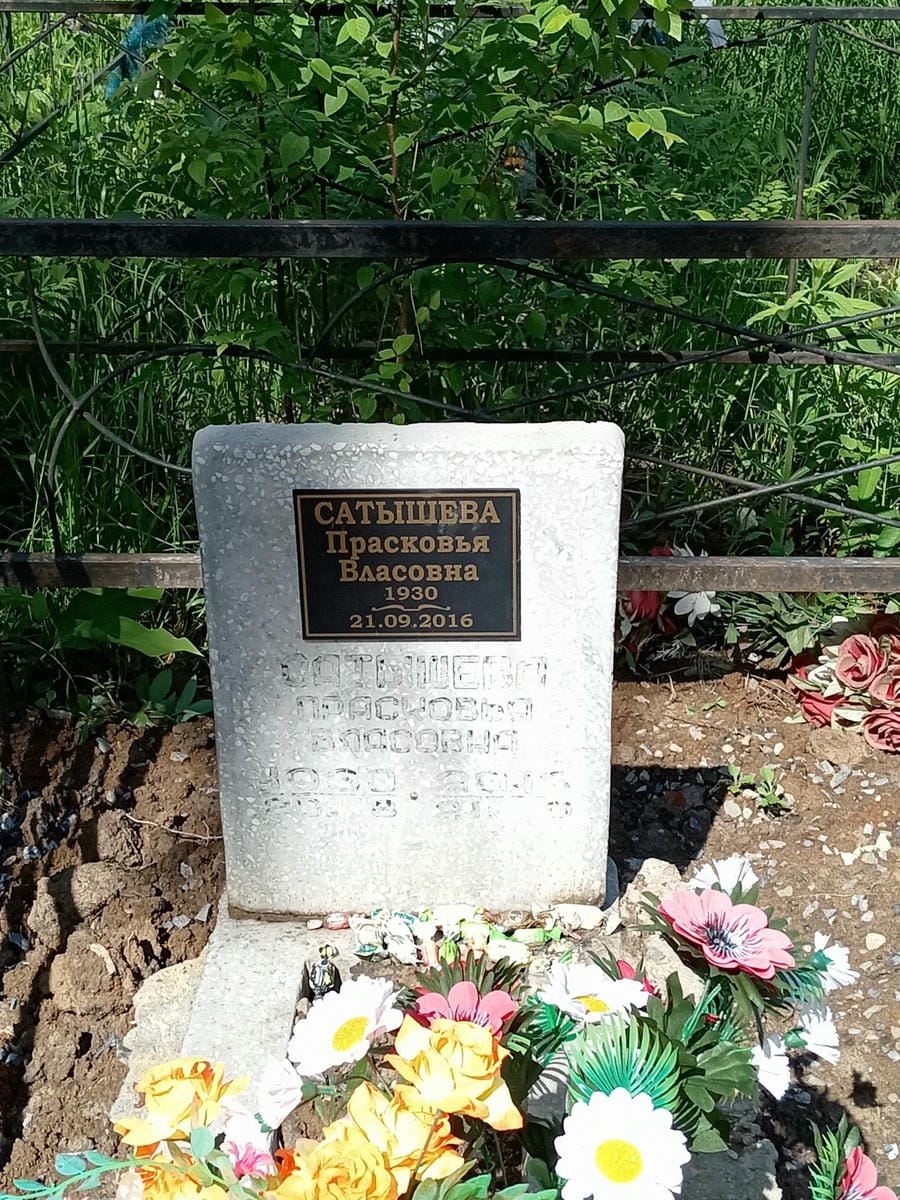 САТЫШЕВА
Прасковья
Власовна
1930
21.09.2016
САТЫШЕВА
ПРАСКОВЬЯ
ВЛАСОВНА
1930 2016